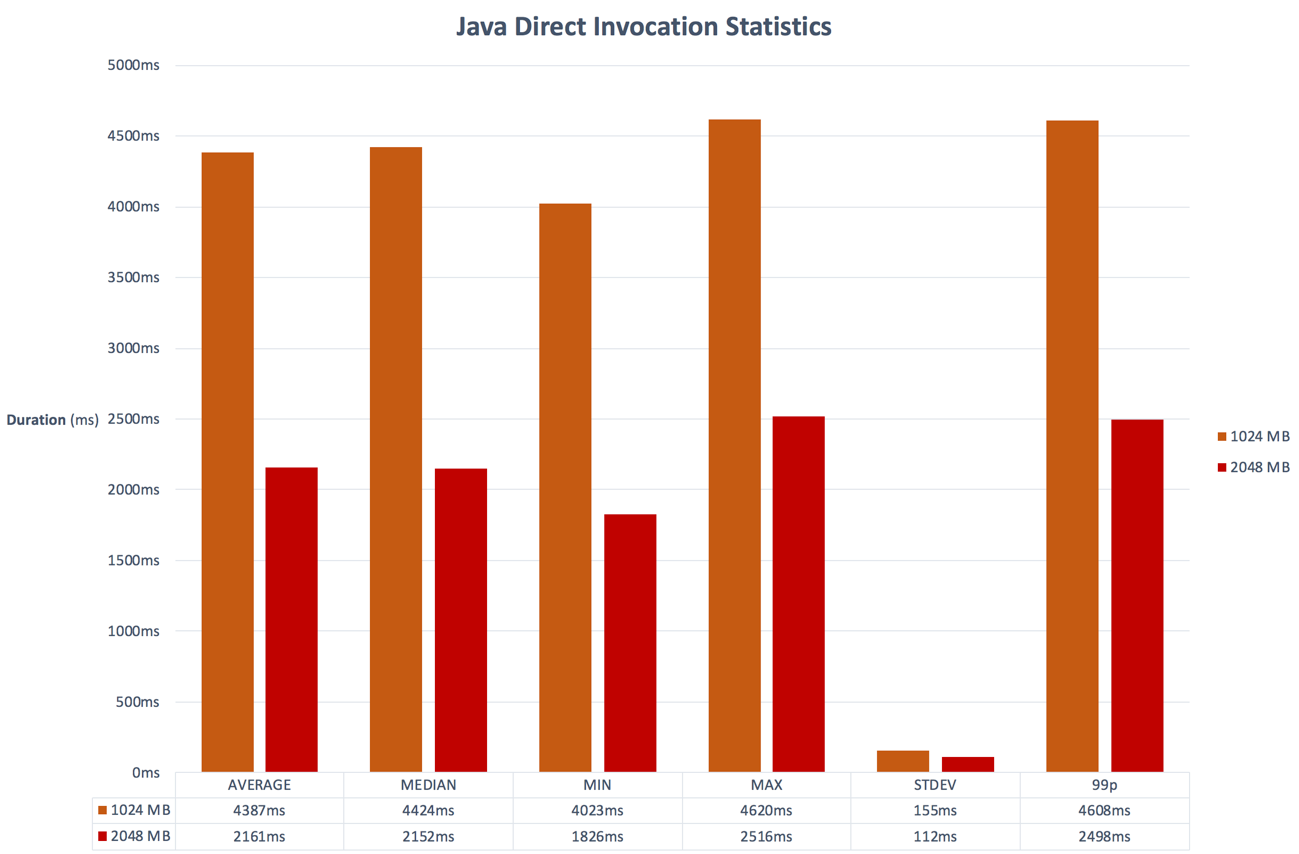 Java Direct Invocation Statistics
5000ms
4500ms
4000ms
3500ms
3000ms
Duration (ms) 2500ms
2000ms
1500ms
1000ms
500ms
0ms
1024 MB
2048 MB
AVERAGE MEDIAN MIN MAX STDEV 99p
1024 MB 4387ms 4424ms 4023ms 4620ms 155ms 4608ms
2048 MB 2161ms 2152ms 1826ms 2516ms 112ms 2498ms